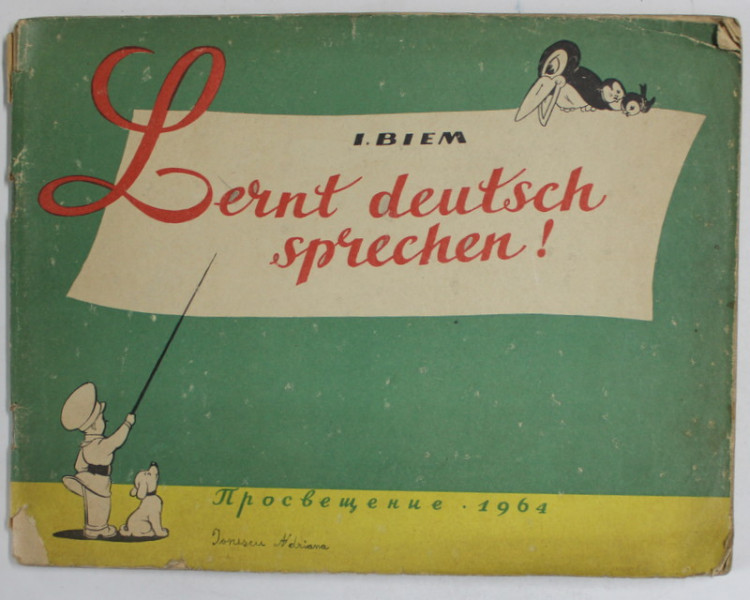 I. BIEM
Lernt deutsch
sprechen!
Просвещение · 1964
Ionescu Adriana